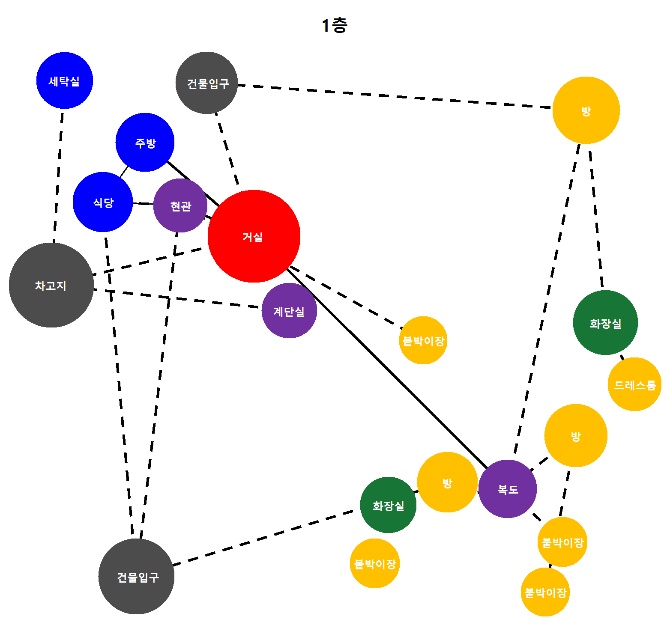 1층
세탁실
건물입구
방
주방
식당
현관
거실
차고지
계단실
붙박이장
화장실
드레스룸
방
방
복도
화장실
붙박이장
붙박이장
건물입구
붙박이장